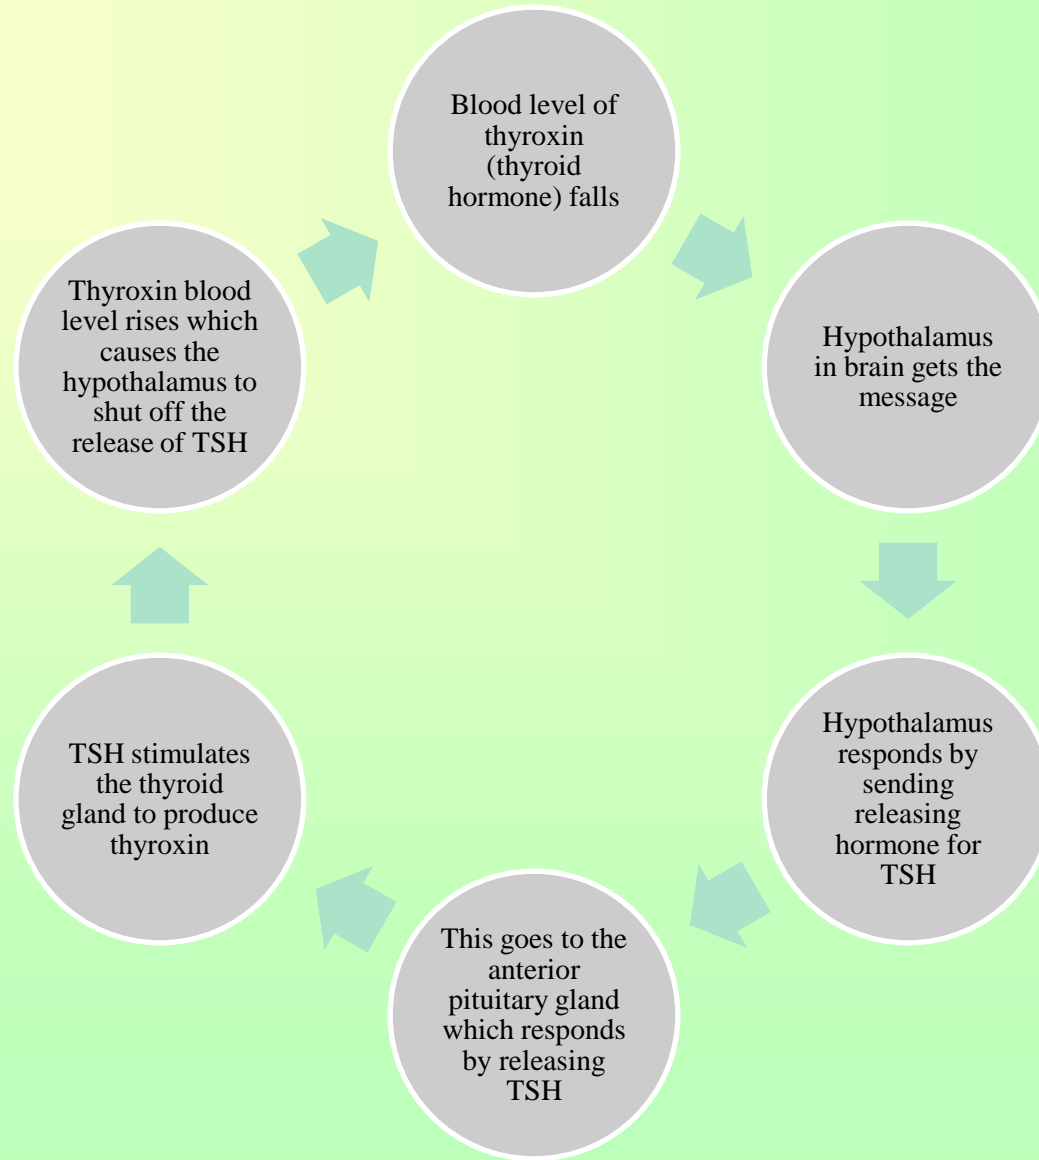 Blood level of
thyroxin
(thyroid
hormone) falls
Hypothalamus
in brain gets the
message
Hypothalamus
responds by
sending
releasing
hormone for
TSH
This goes to the
anterior
pituitary gland
which responds
by releasing
TSH
TSH stimulates
the thyroid
gland to produce
thyroxin
Thyroxin blood
level rises which
causes the
hypothalamus to
shut off the
release of TSH